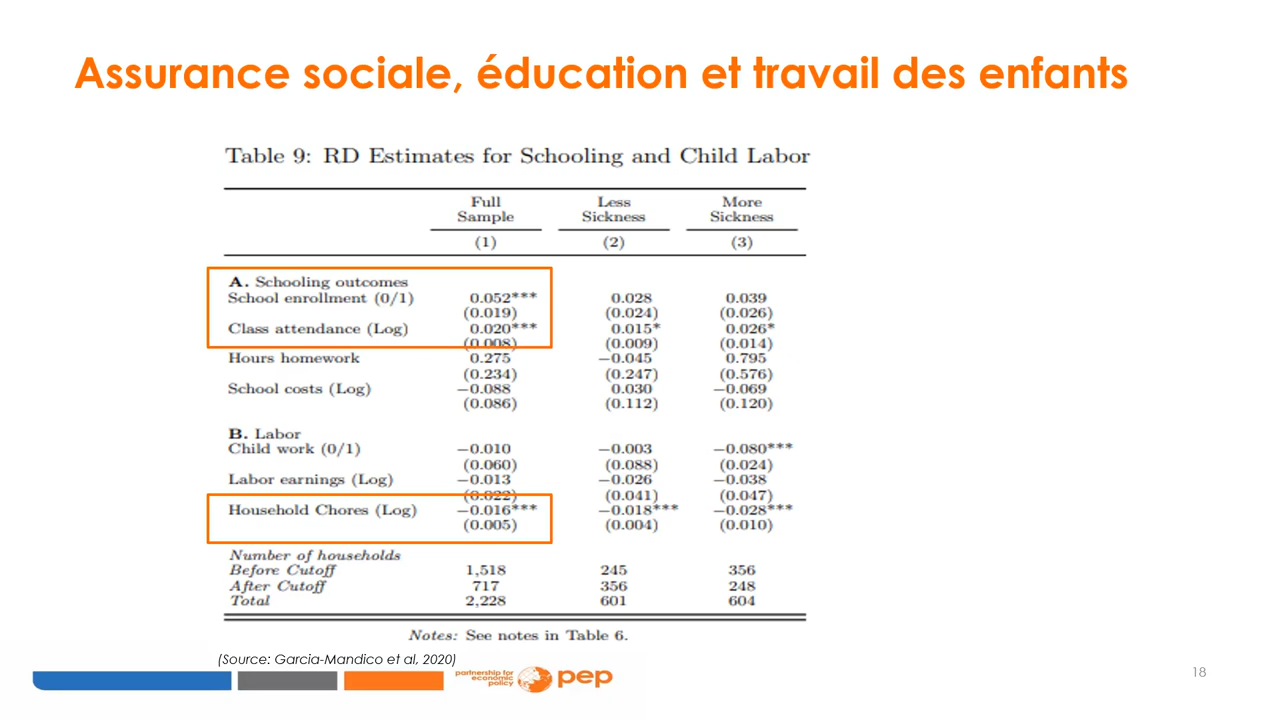 Assurance sociale, éducation et travail des enfants
Table 9: RD Estimates for Schooling and Child Labor
Full Sample Less Sickness More Sickness
(1) (2) (3)
A. Schooling outcomes
School enrollment (0/1) 0.052*** 0.028 0.039
(0.019) (0.024) (0.026)
Class attendance (Log) 0.020*** 0.015* 0.026*
(0.008) (0.009) (0.014)
Hours homework 0.275 −0.045 0.795
(0.234) (0.247) (0.576)
School costs (Log) −0.088 0.030 −0.069
(0.086) (0.112) (0.120)
B. Labor
Child work (0/1) −0.010 −0.003 −0.080***
(0.060) (0.088) (0.024)
Labor earnings (Log) −0.013 −0.026 −0.038
(0.022) (0.041) (0.047)
Household Chores (Log) −0.016*** −0.018*** −0.028***
(0.005) (0.004) (0.010)
Number of households
Before Cutoff 1,518 245 356
After Cutoff 717 356 248
Total 2,228 601 604
Notes: See notes in Table 6.
(Source: Garcia-Mandico et al, 2020)
partnership for
economic
policy
pep
18